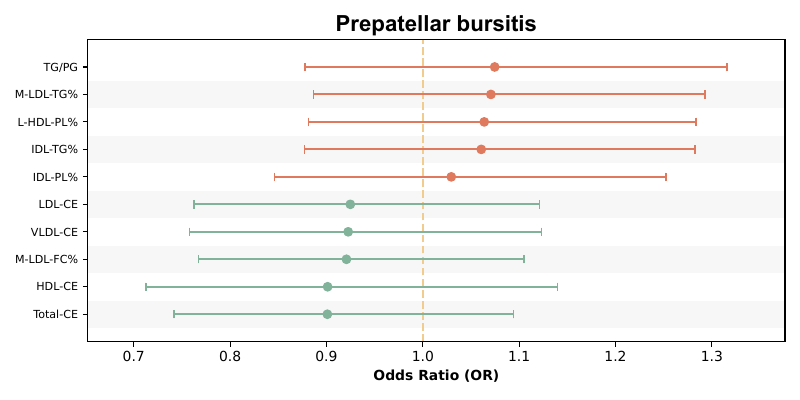 Prepatellar bursitis
TG/PG
M-LDL-TG%
L-HDL-PL%
IDL-TG%
IDL-PL%
LDL-CE
VLDL-CE
M-LDL-FC%
HDL-CE
Total-CE
0.7 0.8 0.9 1.0 1.1 1.2 1.3
Odds Ratio (OR)